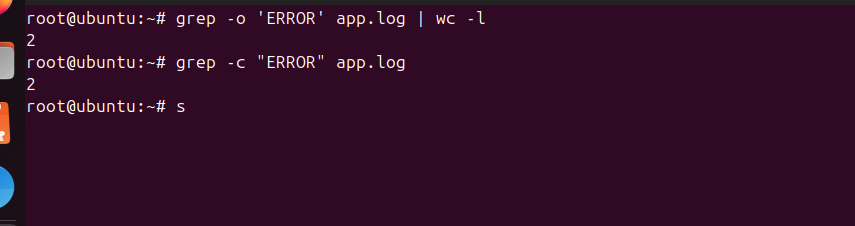 root@ubuntu:~# grep -o 'ERROR' app.log | wc -l
2
root@ubuntu:~# grep -c "ERROR" app.log
2
root@ubuntu:~# s